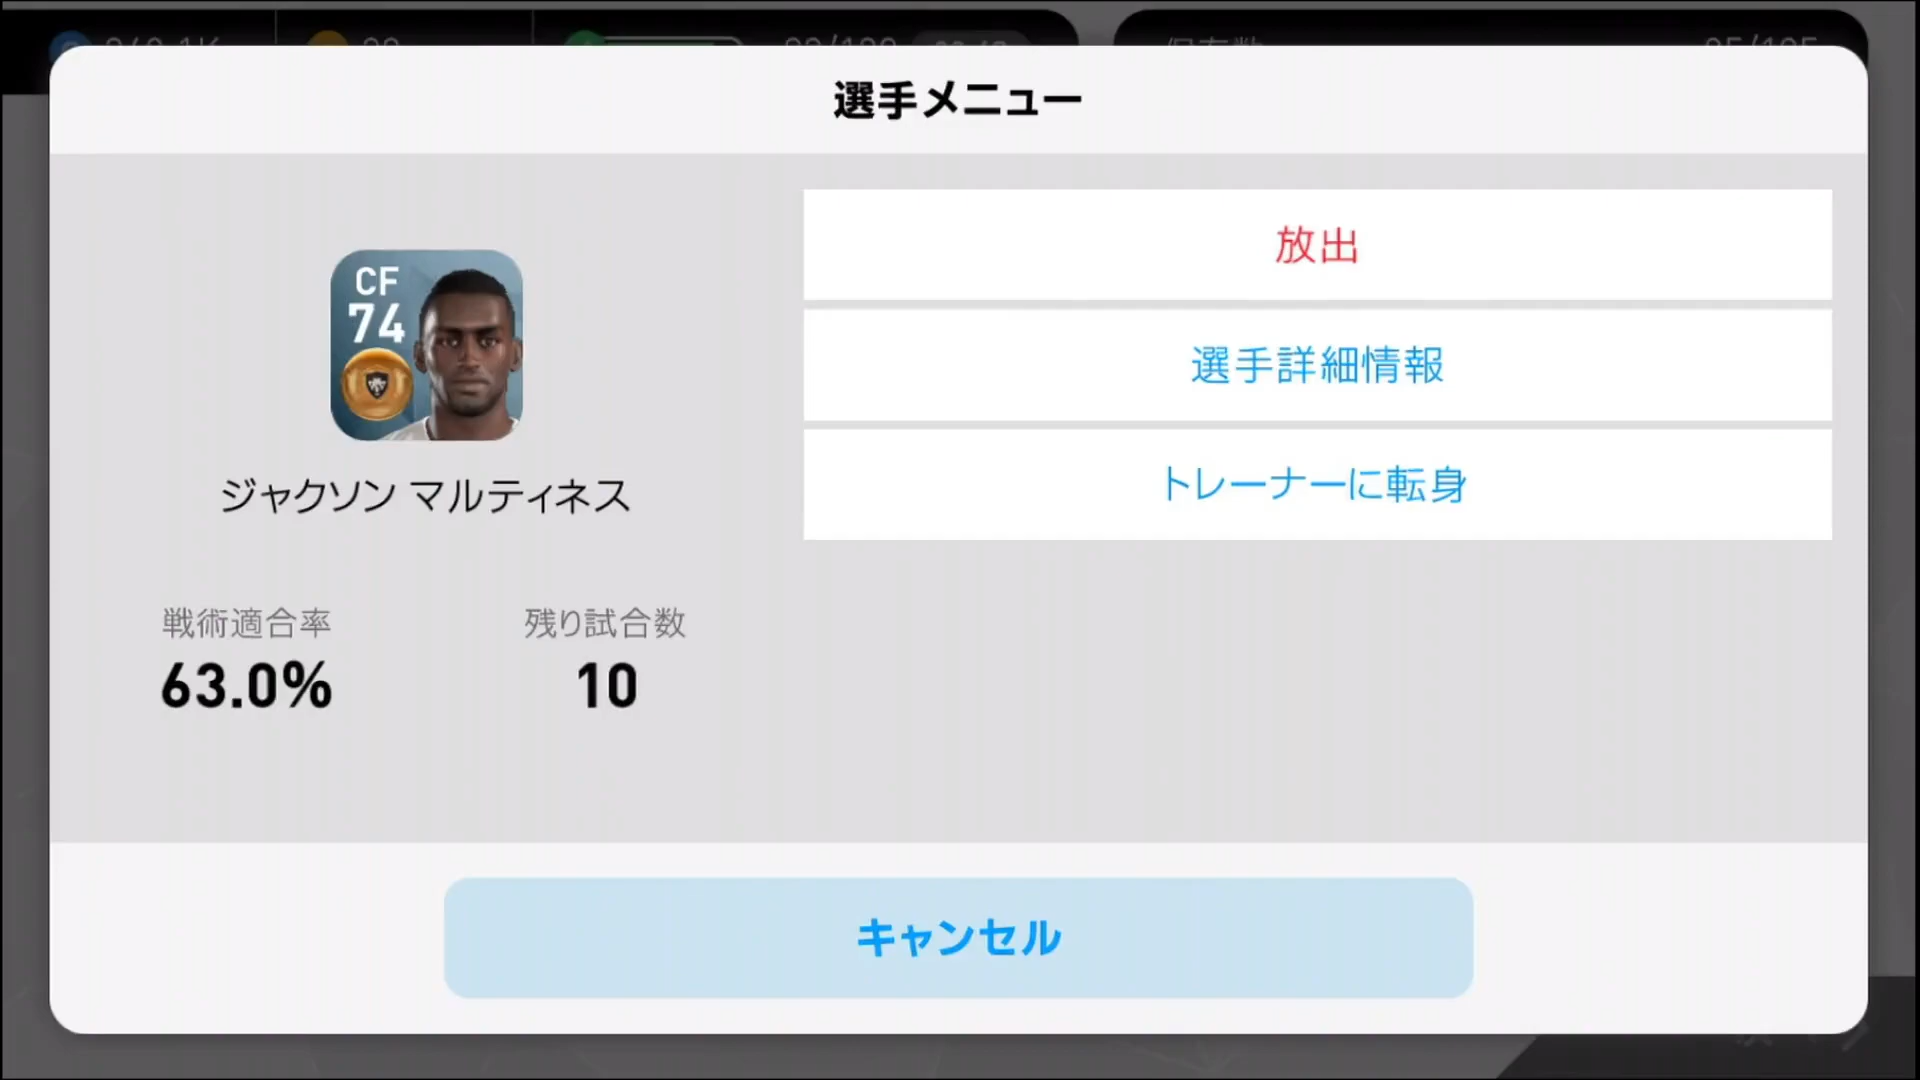 選手メニュー
CF
74
ジャクソン マルティネス
戦術適合率
63.0%
残り試合数
10
放出
選手詳細情報
トレーナーに転身
キャンセル